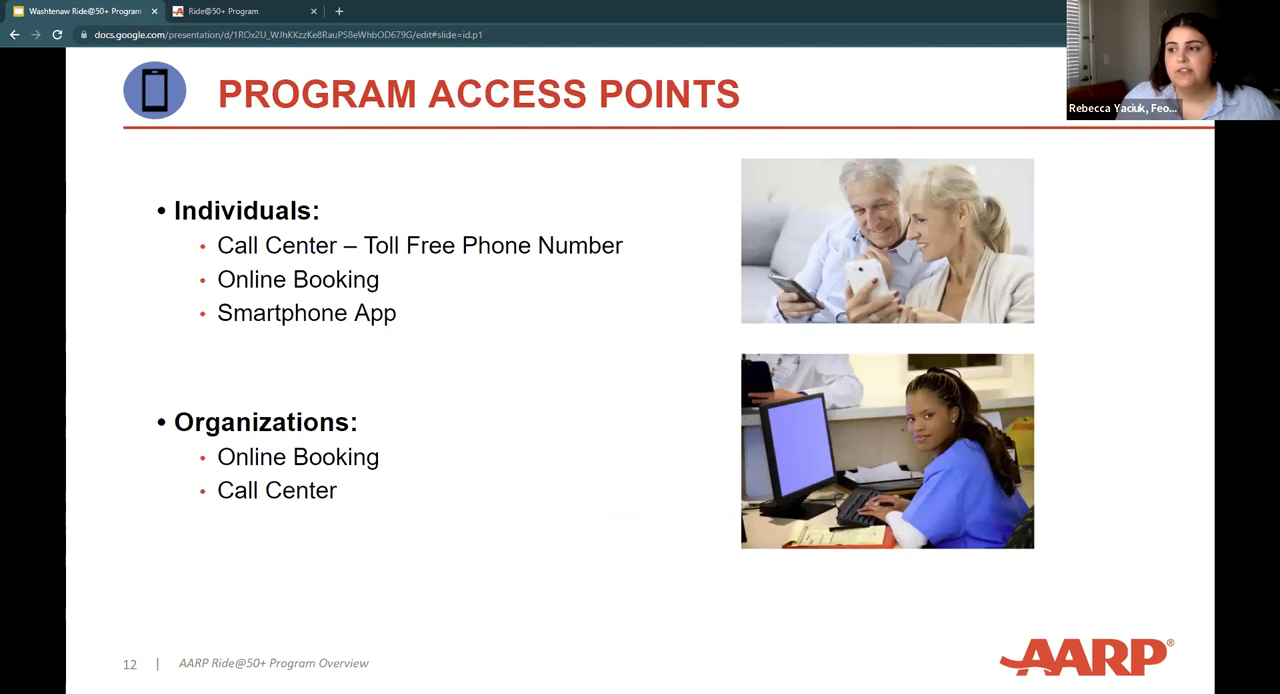 Washtenaw Ride@50+ Program
Ride@50+ Program
docs.google.com/presentation/d/1ROx2U_WJhKKzzKe8RauPS8eWhbOD679G/edit#slide=id.p1
Rebecca Yaciuk, Feo...
PROGRAM ACCESS POINTS
• Individuals:
• Call Center – Toll Free Phone Number
• Online Booking
• Smartphone App
• Organizations:
• Online Booking
• Call Center
12 | AARP Ride@50+ Program Overview
AARP®